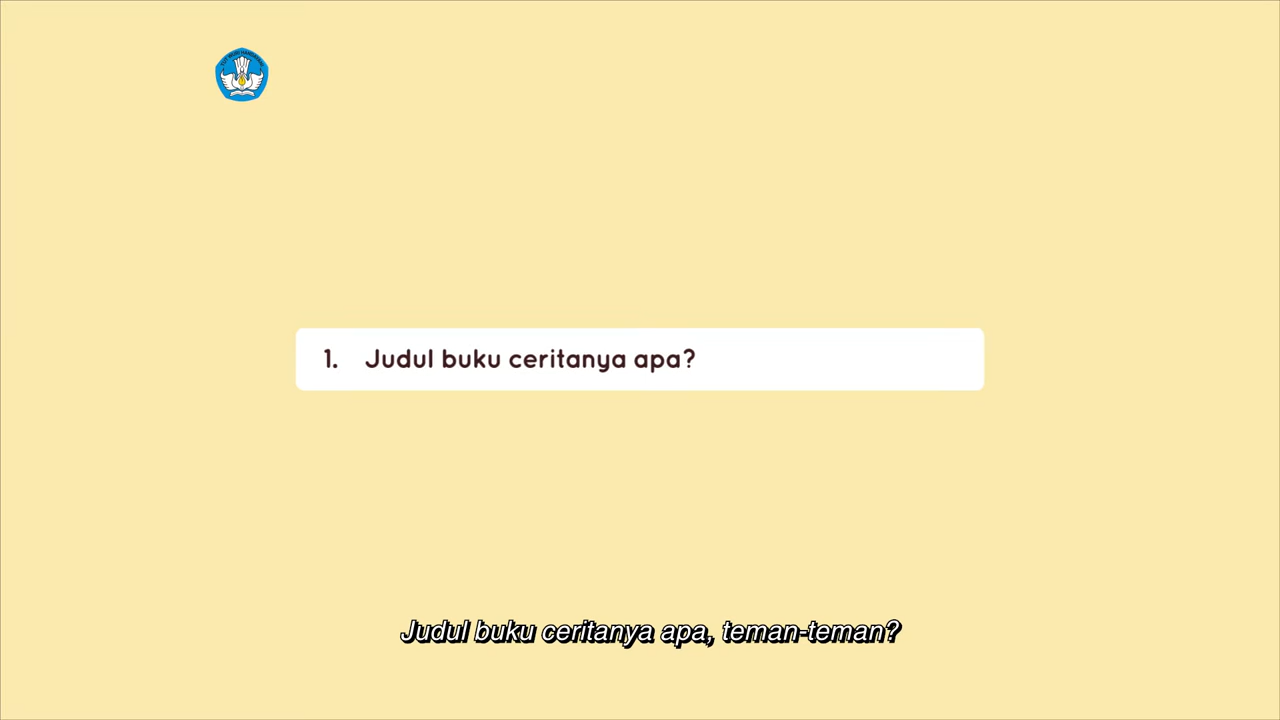 1. Judul buku ceritanya apa?
Judul buku ceritanya apa, teman-teman?